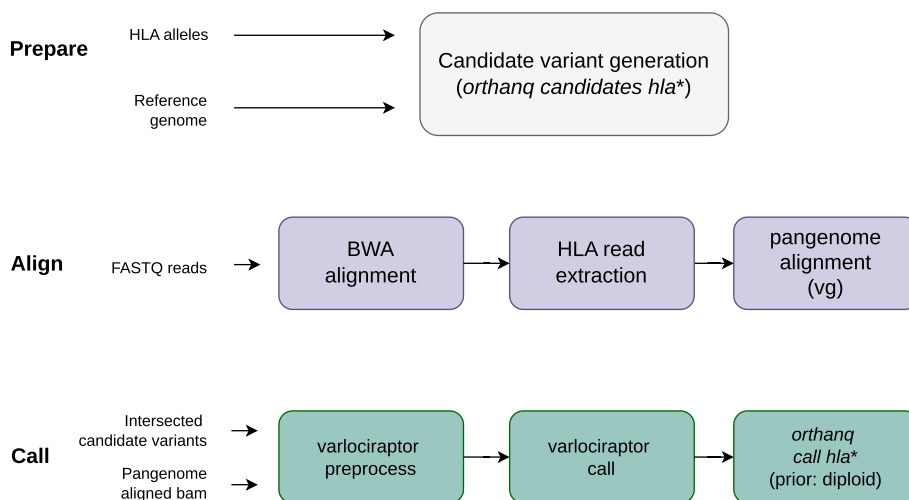 Prepare
HLA alleles
Reference
genome
Candidate variant generation
(orthanq candidates hla*)
Align
FASTQ reads
BWA
alignment
HLA read
extraction
pangenome
alignment
(vg)
Call
Intersected
candidate variants
Pangenome
aligned bam
varlociraptor
preprocess
varlociraptor
call
orthanq
call hla*
(prior: diploid)